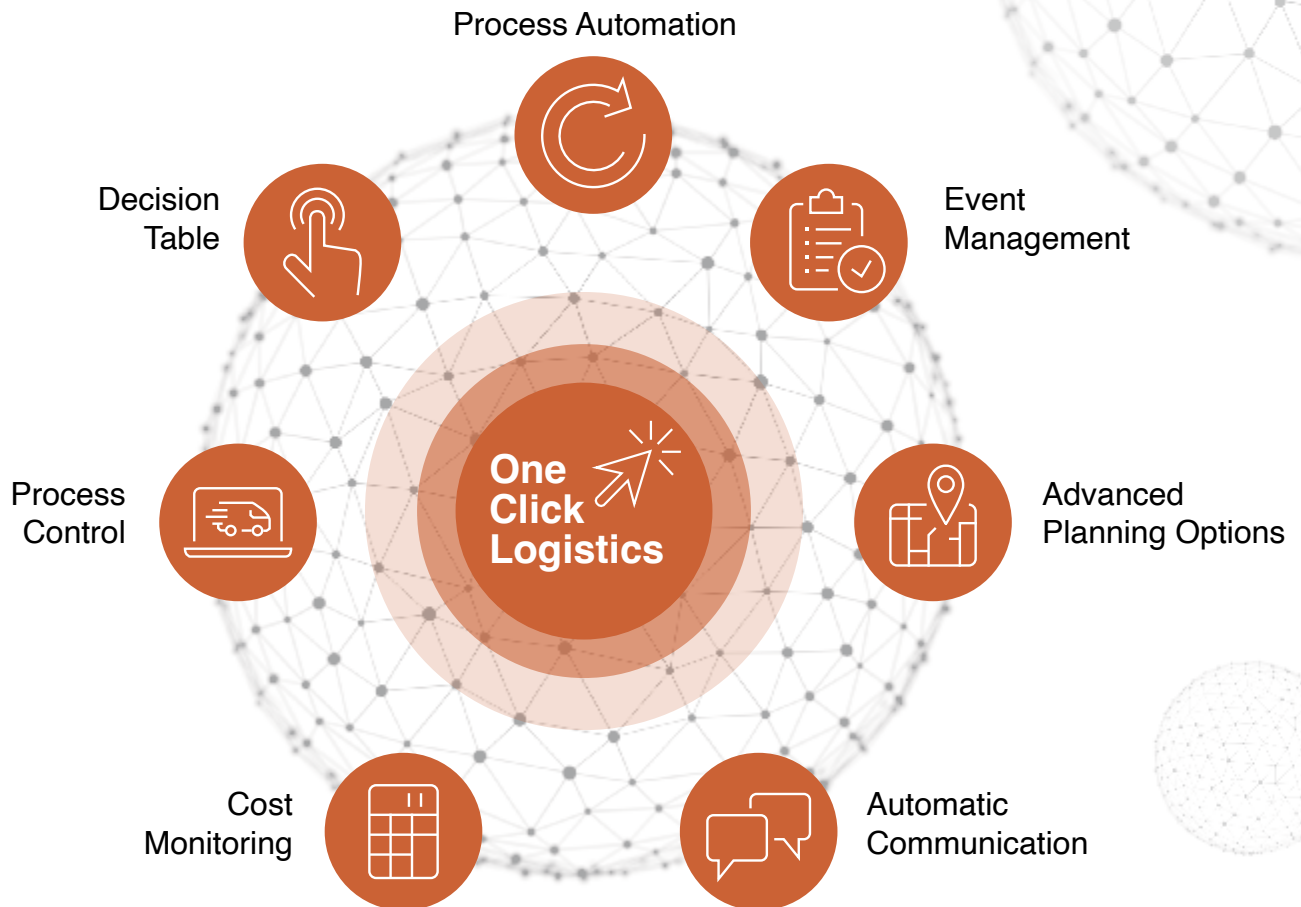 Process Automation
Decision
Table
Event
Management
One
Click
Logistics
Process
Control
Advanced
Planning Options
Cost
Monitoring
Automatic
Communication